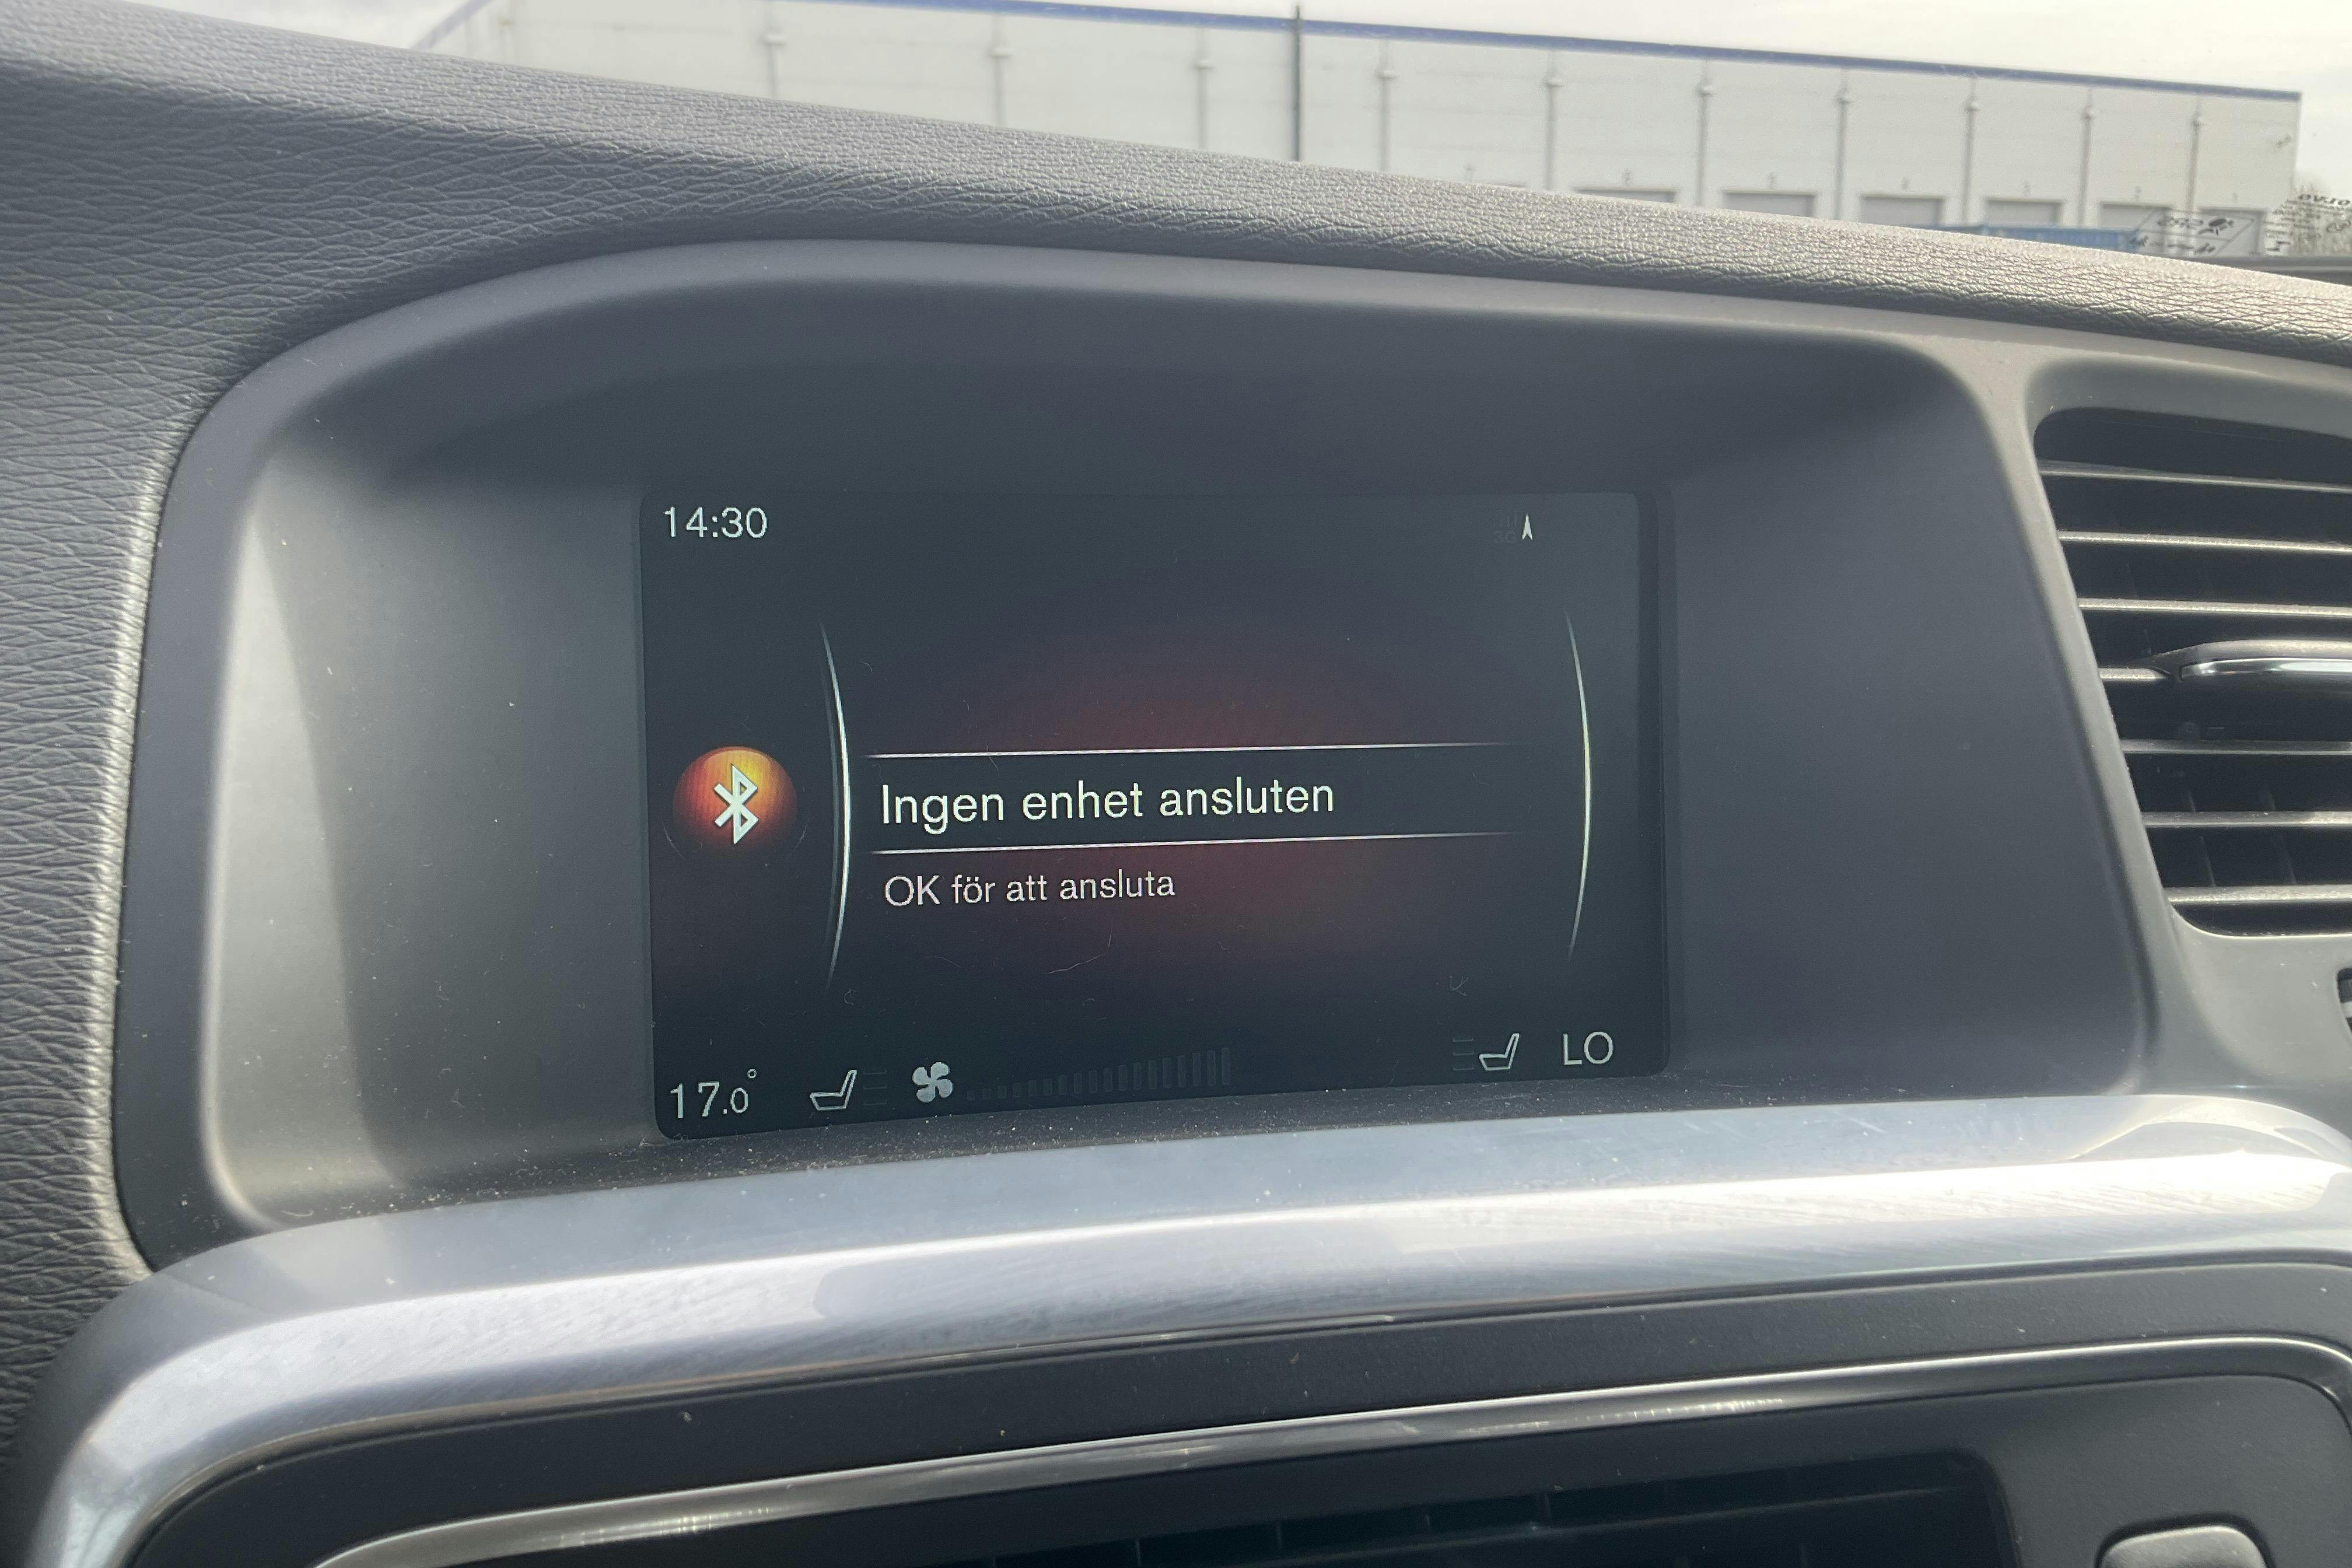 14:30
Ingen enhet ansluten
OK för att ansluta
17.0°
LO